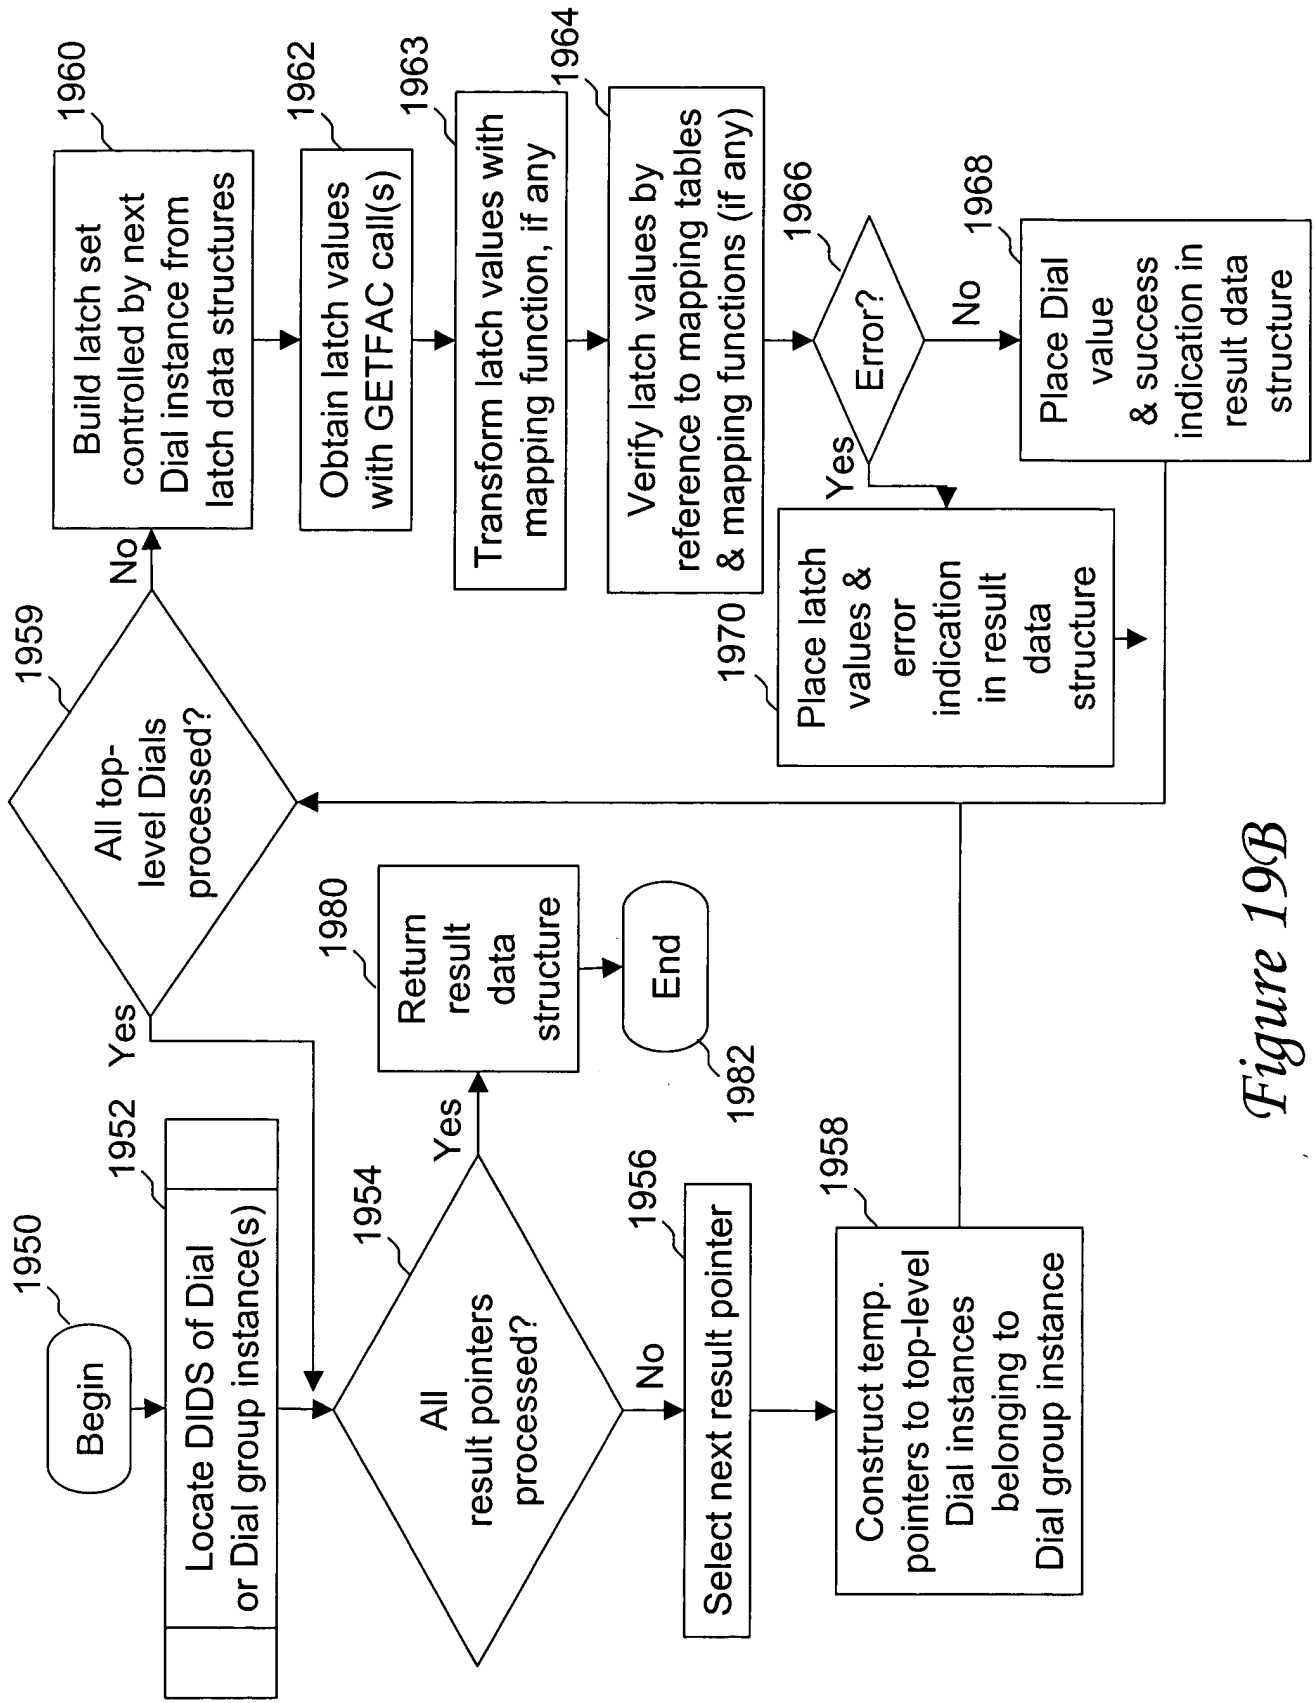 1950
Begin
1952
Locate DIDS of Dial
or Dial group instance(s)
1954
All
result pointers
processed?
Yes
No
1980
Return
result
data
structure
End
1982
1956
Select next result pointer
1958
Construct temp.
pointers to top-level
Dial instances
belonging to
Dial group instance
1959
All top-
level Dials
processed?
Yes
No
1960
Build latch set
controlled by next
Dial instance from
latch data structures
1962
Obtain latch values
with GETFAC call(s)
1963
Transform latch values with
mapping function, if any
1964
Verify latch values by
reference to mapping tables
& mapping functions (if any)
1966
Error?
Yes
No
1970
Place latch
values &
error
indication
in result
data
structure
1968
Place Dial
value
& success
indication in
result data
structure
Figure 19B